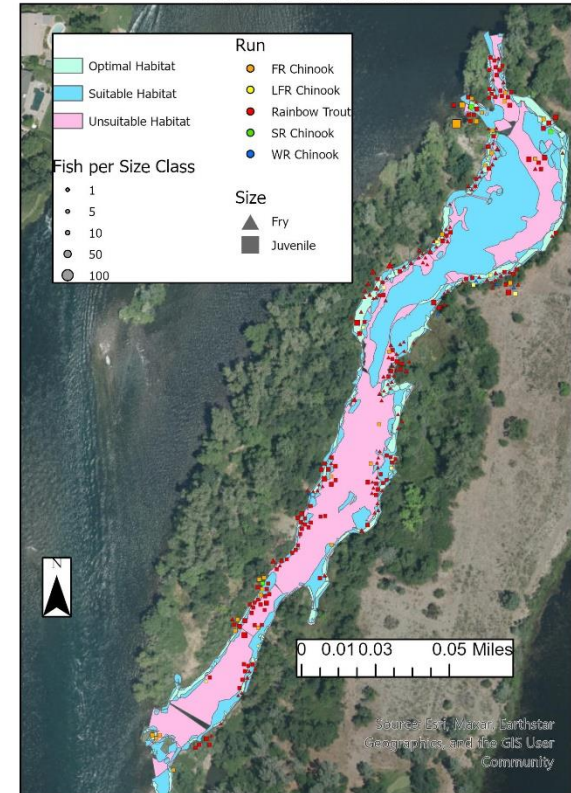 Optimal Habitat
Suitable Habitat
Unsuitable Habitat
Fish per Size Class
1
5
10
50
100
Run
FR Chinook
LFR Chinook
Rainbow Trout
SR Chinook
WR Chinook
Size
Fry
Juvenile
N
0 0.01 0.03 0.05 Miles
Source: Esri, Maxar, Earthstar
Geographics, and the GIS User
Community